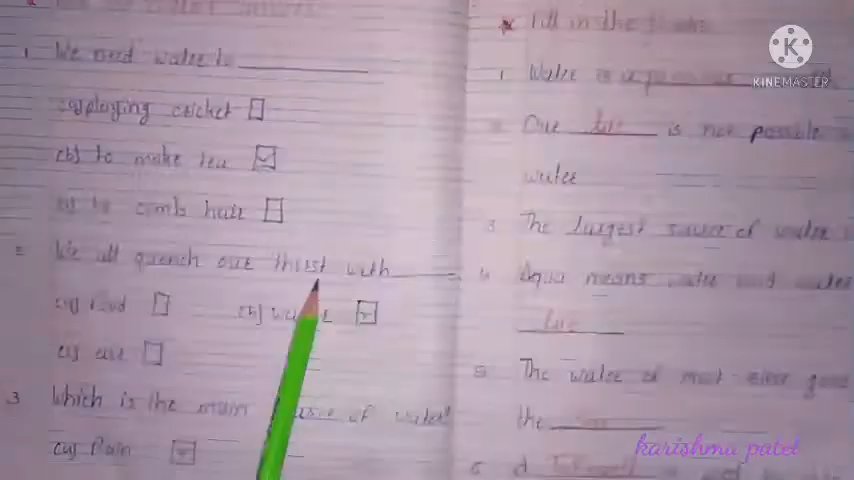 1 We need water to
(a) playing cricket
(b) to make tea
(c) to comb hair
2 We all quench our thirst with
(a) food (b) water
(c) air
3 Which is the main of water?
(a) Rain
* Fill in the blanks
1 Water is a
2 Our life is not possible
water
3 The largest source of water
4 Aqua means water and water
life
5 The water of most river goes
the
6
K
KINEMASTER
karishma patel